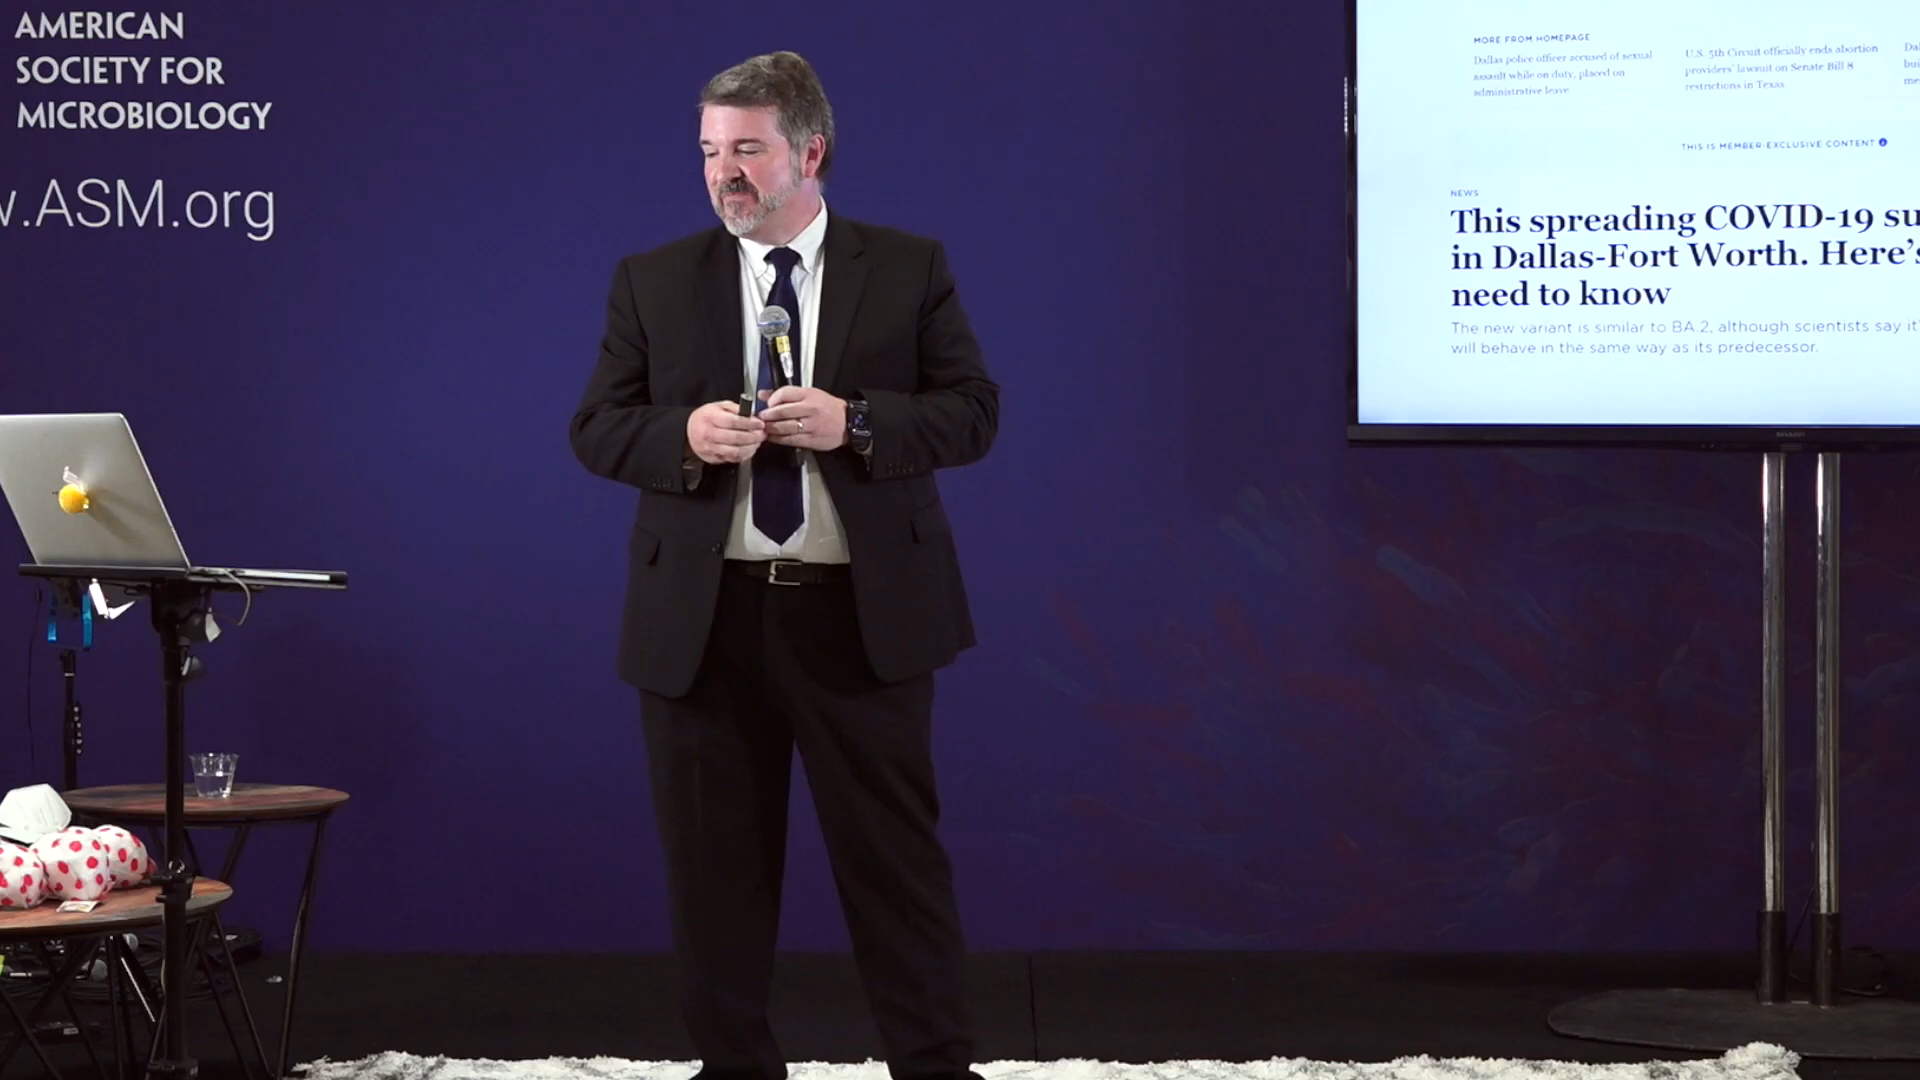 AMERICAN
SOCIETY FOR
MICROBIOLOGY
.ASM.org
MORE FROM HOMEPAGE
Dallas police officer accused of sexual
assault while on duty, placed on
administrative leave
U.S. 5th Circuit officially ends abortion
providers' lawsuit on Senate Bill 8
restrictions in Texas
THIS IS MEMBER-EXCLUSIVE CONTENT
NEWS
This spreading COVID-19 su
in Dallas-Fort Worth. Here's
need to know
The new variant is similar to BA.2, although scientists say it'
will behave in the same way as its predecessor.